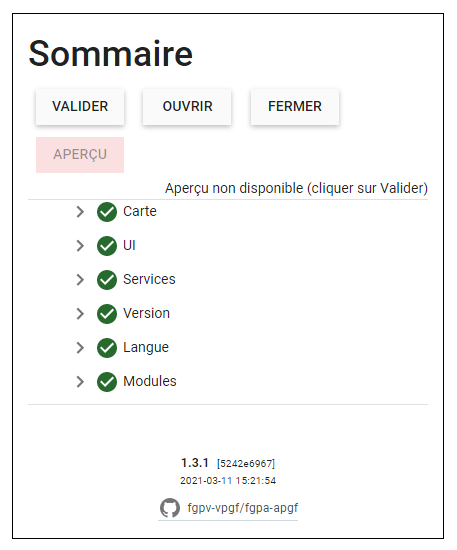 Sommaire
VALIDER OUVRIR FERMER
APERÇU
Aperçu non disponible (cliquer sur Valider)
Carte
UI
Services
Version
Langue
Modules
1.3.1 [5242e6967]
2021-03-11 15:21:54
fgpv-vpgf/fgpa-apgf